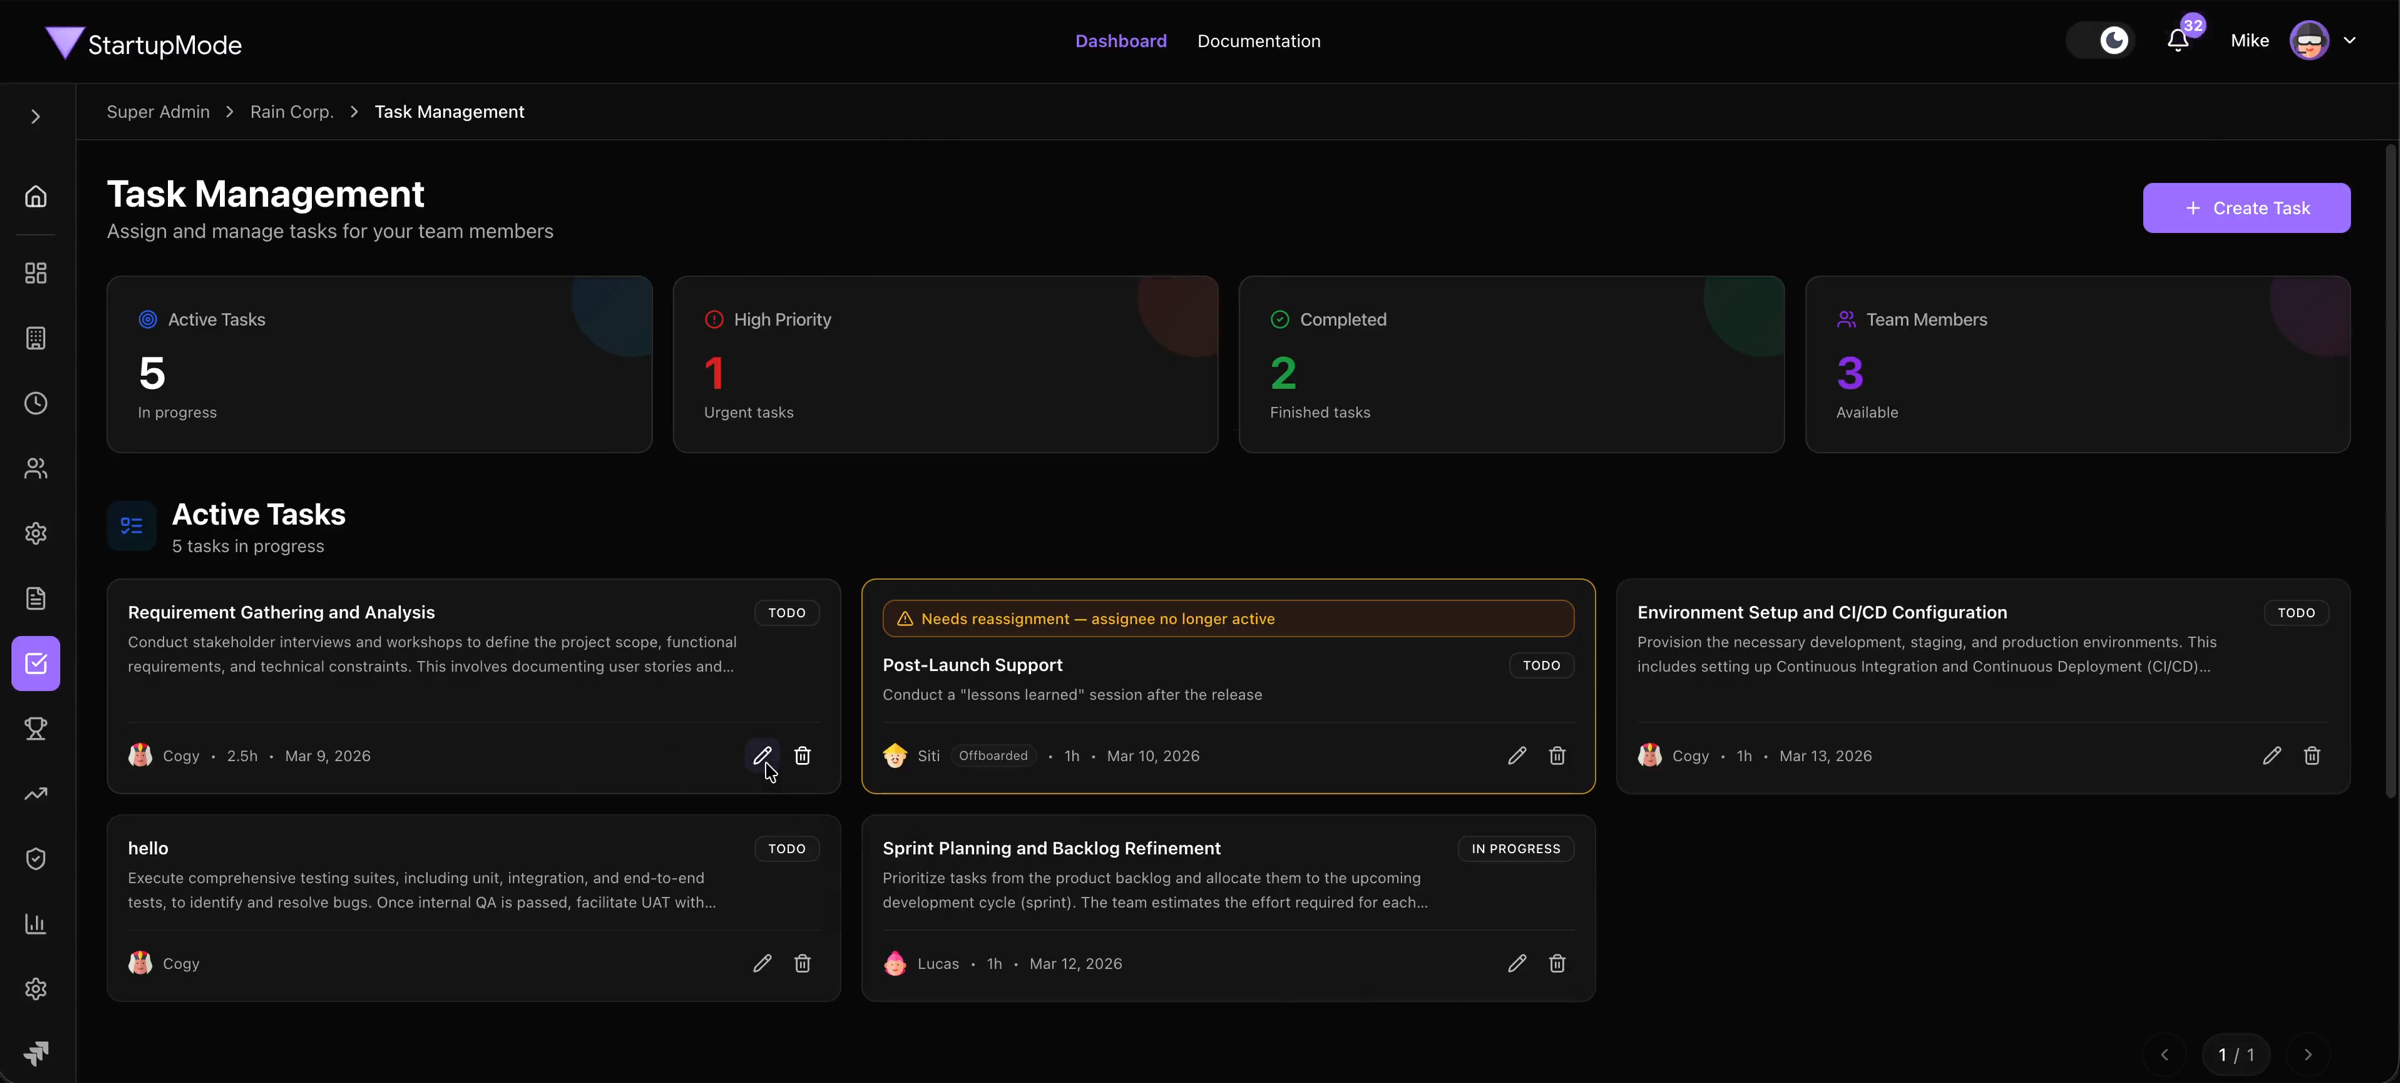 StartupMode
Dashboard
Documentation
32
Mike
Super Admin > Rain Corp. > Task Management
Task Management
Assign and manage tasks for your team members
+ Create Task
Active Tasks
5
In progress
High Priority
1
Urgent tasks
Completed
2
Finished tasks
Team Members
3
Available
Active Tasks
5 tasks in progress
Requirement Gathering and Analysis
TODO
Conduct stakeholder interviews and workshops to define the project scope, functional
requirements, and technical constraints. This involves documenting user stories and...
Cogy • 2.5h • Mar 9, 2026
Needs reassignment — assignee no longer active
Post-Launch Support
TODO
Conduct a "lessons learned" session after the release
Siti Offboarded • 1h • Mar 10, 2026
Environment Setup and CI/CD Configuration
TODO
Provision the necessary development, staging, and production environments. This
includes setting up Continuous Integration and Continuous Deployment (CI/CD)...
Cogy • 1h • Mar 13, 2026
hello
TODO
Execute comprehensive testing suites, including unit, integration, and end-to-end
tests, to identify and resolve bugs. Once internal QA is passed, facilitate UAT with...
Cogy
Sprint Planning and Backlog Refinement
IN PROGRESS
Prioritize tasks from the product backlog and allocate them to the upcoming
development cycle (sprint). The team estimates the effort required for each...
Lucas • 1h • Mar 12, 2026
1 / 1